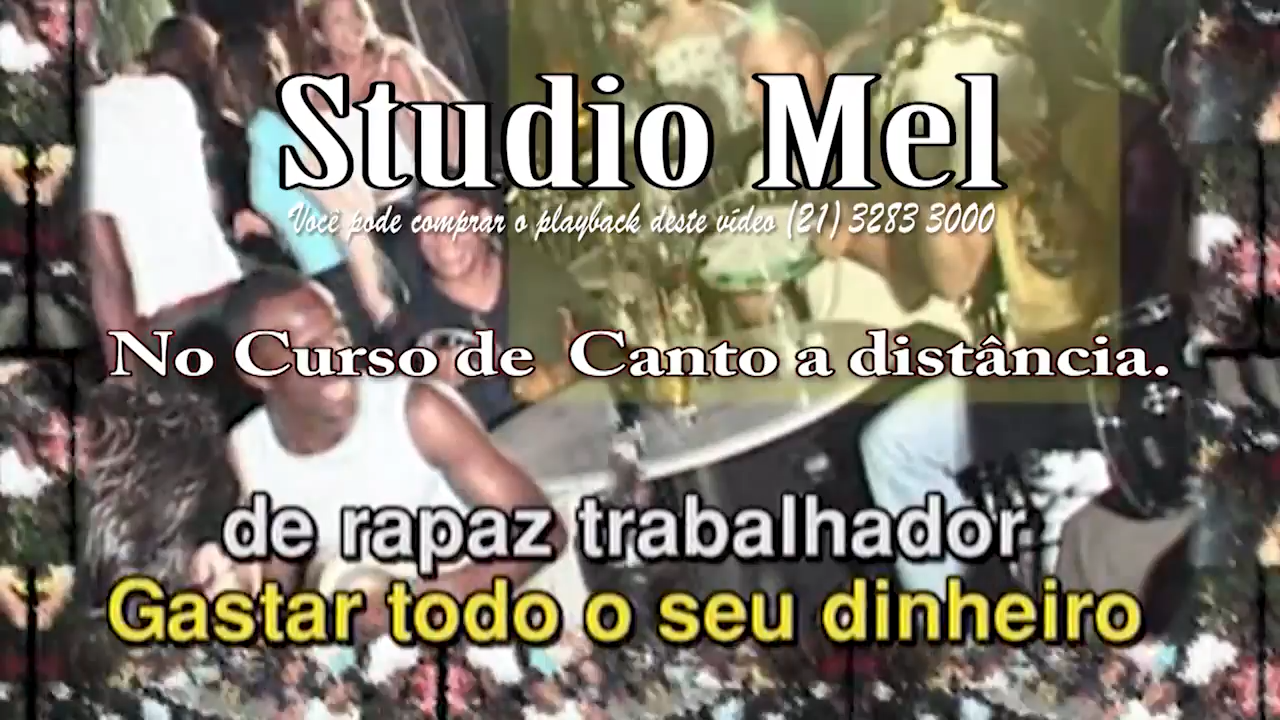 Studio Mel
Você pode comprar o playback deste vídeo (21) 3283 3000
No Curso de Canto a distância.
de rapaz trabalhador
Gastar todo o seu dinheiro